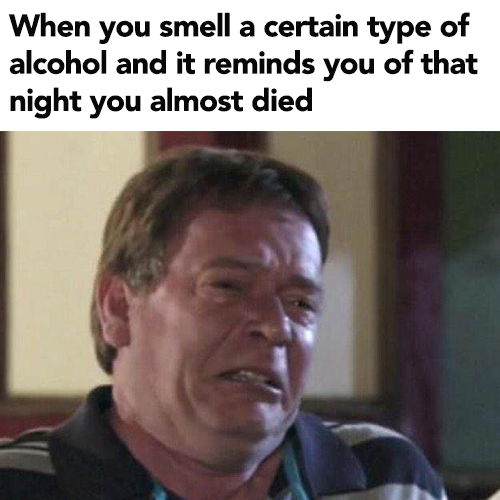 When you smell a certain type of
alcohol and it reminds you of that
night you almost died